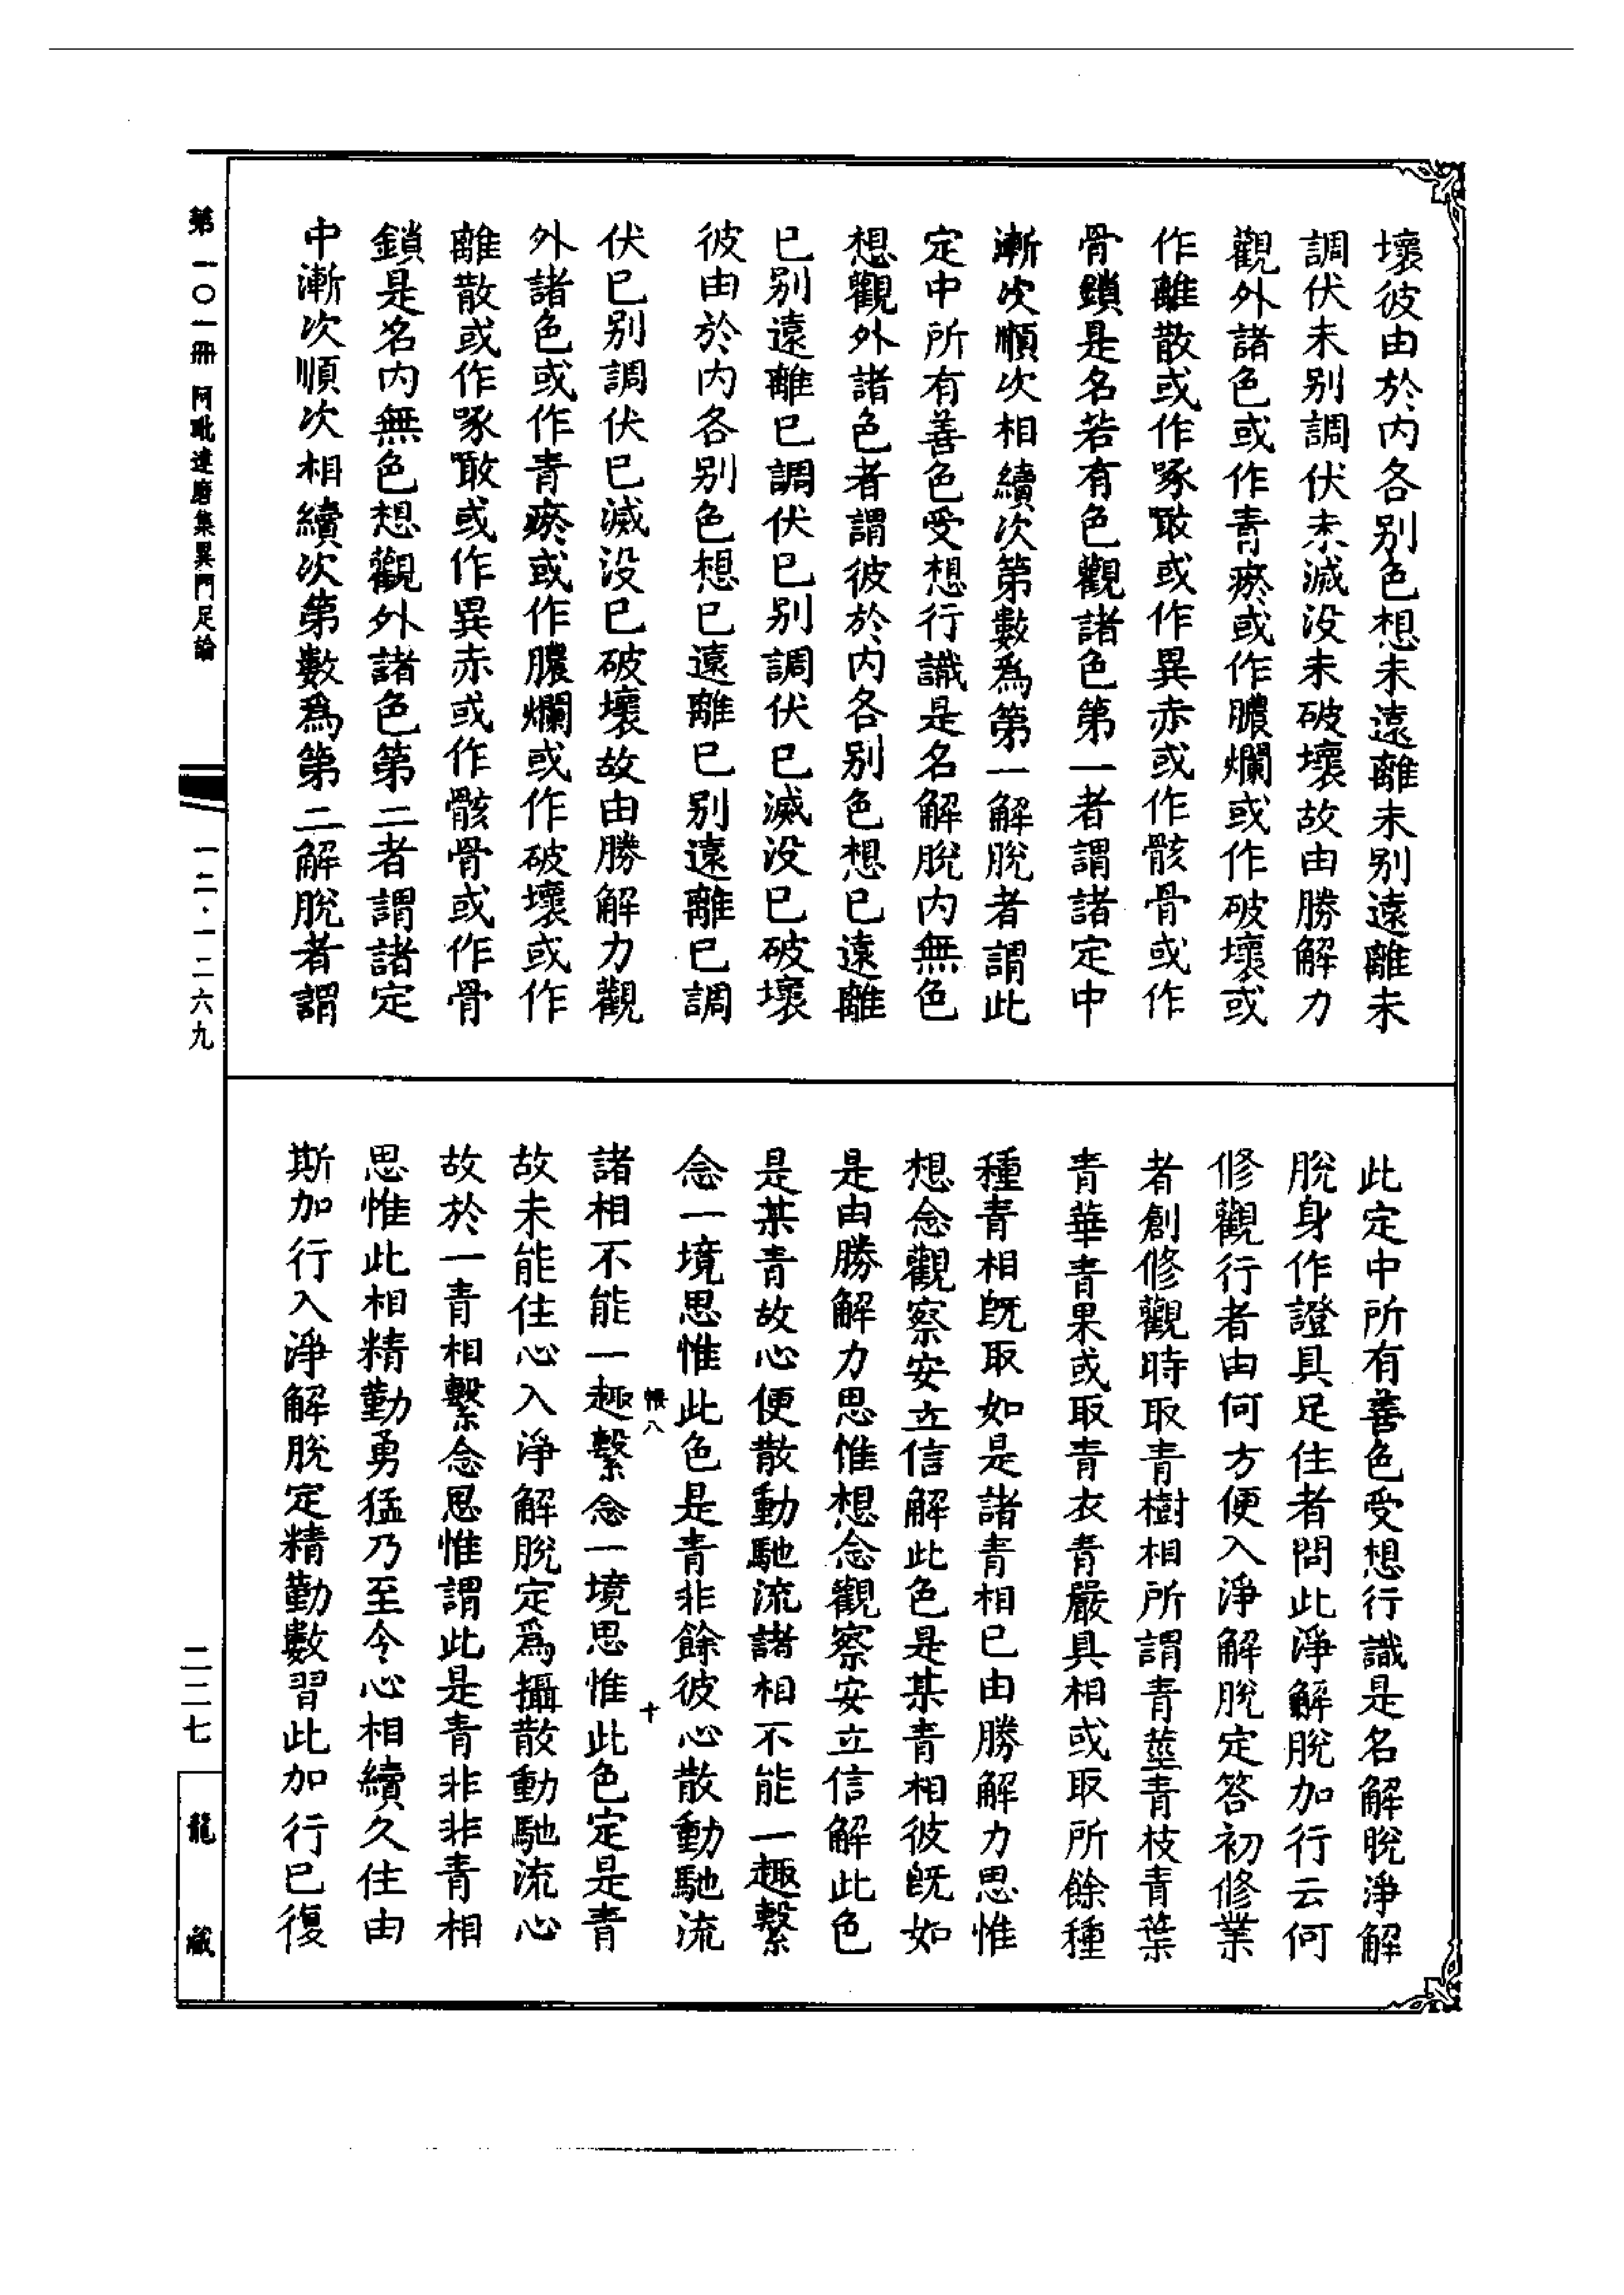 壞彼由於內各别色想未遠離未别遠離未
調伏未别調伏未滅没未破壞故由勝解力
觀外諸色或作青瘀或作膿爛或作破壞或
作離散或作啄噉或作異赤或作骸骨或作
骨鎖是名若有色觀諸色第一者謂諸定中
漸次順次相續次第數爲第一解脫者謂此
定中所有善色受想行識是名解脫内無色
想觀外諸色者謂彼於内各别色想已遠離
已别遠離已調伏已别調伏已滅没已破壞
彼由於内各别色想已遠離已别遠離已調
伏已别調伏已滅没已破壞故由勝解力觀
外諸色或作青瘀或作膿爛或作破壞或作
離散或作啄噉或作異赤或作骸骨或作骨
鎖是名内無色想觀外諸色第二者謂諸定
中漸次順次相續次第數爲第二解脫者謂
此定中所有善色受想行識是名解脫淨解
脫身作證具足住者問此淨解脫加行云何
修觀行者由何方便入淨解脫定答初修業
者創修觀時取青樹相所謂青莖青枝青葉
青華青果或取青衣青嚴具相或取所餘種
種青相旣取如是諸青相已由勝解力思惟
想念觀察安立信解此色是某青相彼旣如
是由勝解力思惟想念觀察安立信解此色
是某青故心便散動馳流諸相不能一趣繫
念一境思惟此色是青非餘彼心散動馳流
帳八
十
諸相不能一趣繫念一境思惟此色定是青
故未能住心入淨解脫定爲攝散動馳流心
故於一青相繫念思惟謂此是青非非青相
思惟此相精勤勇猛乃至令心相續久住由
斯加行入淨解脫定精勤數習此加行已復
第一〇一冊 阿毗達磨集異門足論
一二·一二六九
二二七
龍藏